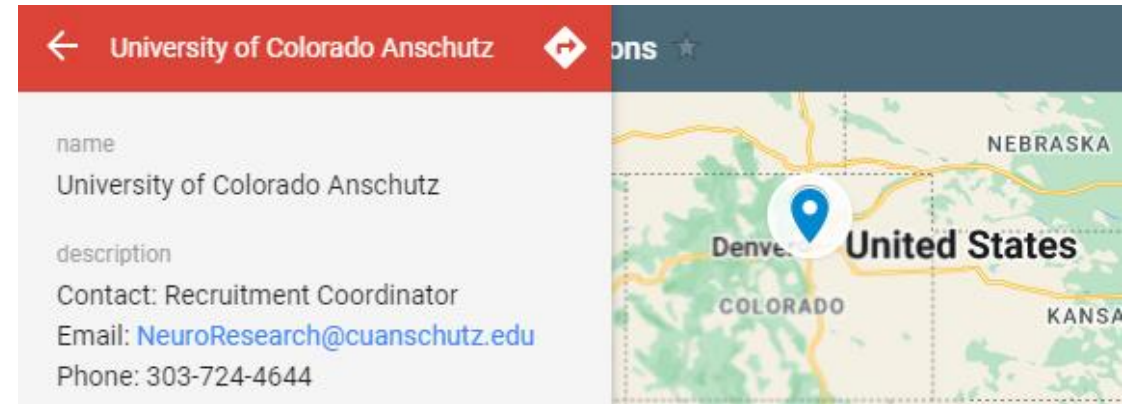 University of Colorado Anschutz
ons
name
University of Colorado Anschutz
description
Contact: Recruitment Coordinator
Email: NeuroResearch@cuanschutz.edu
Phone: 303-724-4644
NEBRASKA
Denve
United States
COLORADO
KANSA